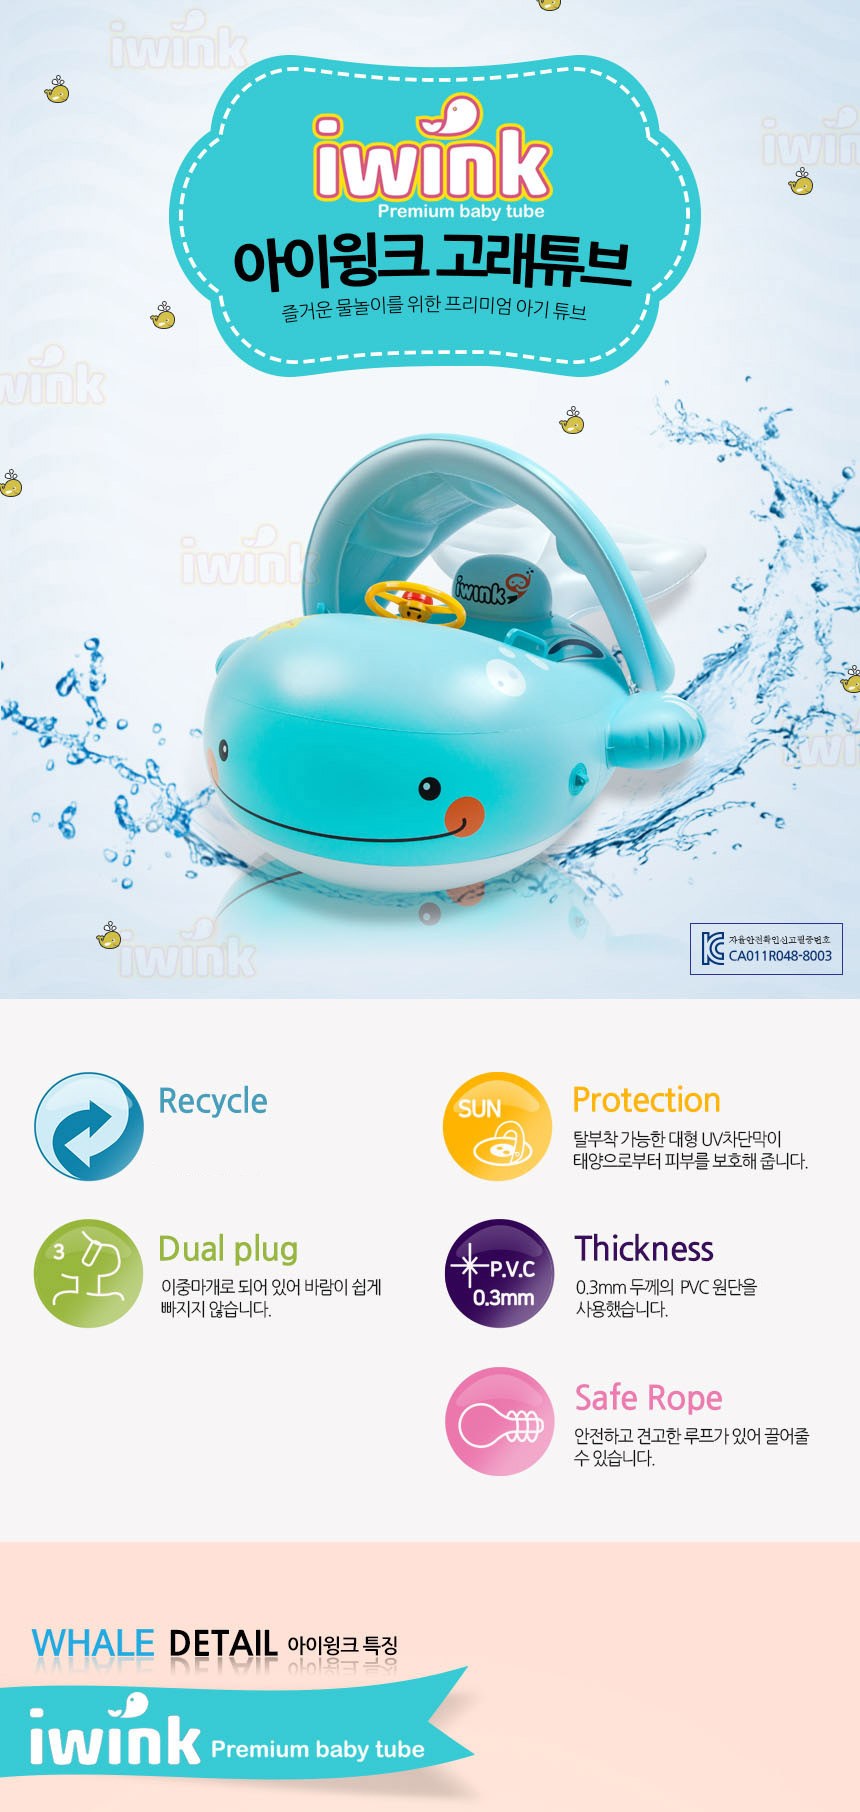 iwink
iwink
Premium baby tube
아이윙크 고래튜브
즐거운 물놀이를 위한 프리미엄 아기 튜브
iwin
wink
iwink
iwink
wi
iwink
자율안전확인신고필증번호
CA011R048-8003
Recycle
SUN
Protection
탈부착 가능한 대형 UV차단막이
태양으로부터 피부를 보호해 줍니다.
3
Dual plug
이중마개로 되어 있어 바람이 쉽게
빠지지 않습니다.
P.V.C
0.3mm
Thickness
0.3mm 두께의 PVC 원단을
사용했습니다.
Safe Rope
안전하고 견고한 루프가 있어 끌어줄
수 있습니다.
WHALE DETAIL 아이윙크 특징
iwink Premium baby tube